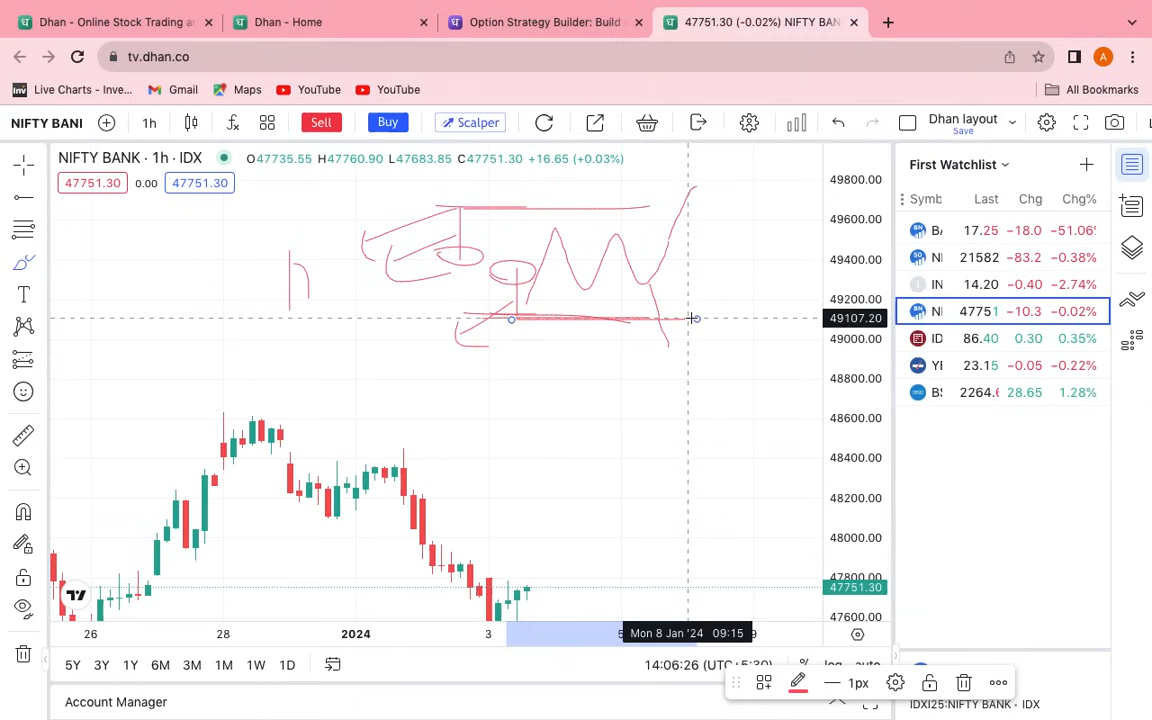 Dhan - Online Stock Trading a
Dhan - Home
Option Strategy Builder: Build
47751.30 (-0.02%) NIFTY BAN
tv.dhan.co
A
Live Charts - Inve...
Gmail
Maps
YouTube
YouTube
All Bookmarks
NIFTY BANI
1h
Sell
Buy
Scalper
Dhan layout
Save
NIFTY BANK · 1h · IDX
O47735.55 H47760.90 L47683.85 C47751.30 +16.65 (+0.03%)
47751.30
0.00
47751.30
First Watchlist
Symb Last Chg Chg%
17.25 −18.0 −51.06
21582 −83.2 −0.38%
IN 14.20 −0.40 −2.74%
47751 −10.3 −0.02%
86.40 0.30 0.35%
23.15 −0.05 −0.22%
2264.6 28.65 1.28%
49800.00
49600.00
49400.00
49200.00
49107.20
49000.00
48800.00
48600.00
48400.00
48200.00
48000.00
47800.00
47751.30
47600.00
26
28
2024
3
Mon 8 Jan '24 09:15
9
5Y 3Y 1Y 6M 3M 1M 1W 1D
14:06:26 (UTC+5:30)
%
log
auto
1px
Account Manager
IDXI25:NIFTY BANK • IDX